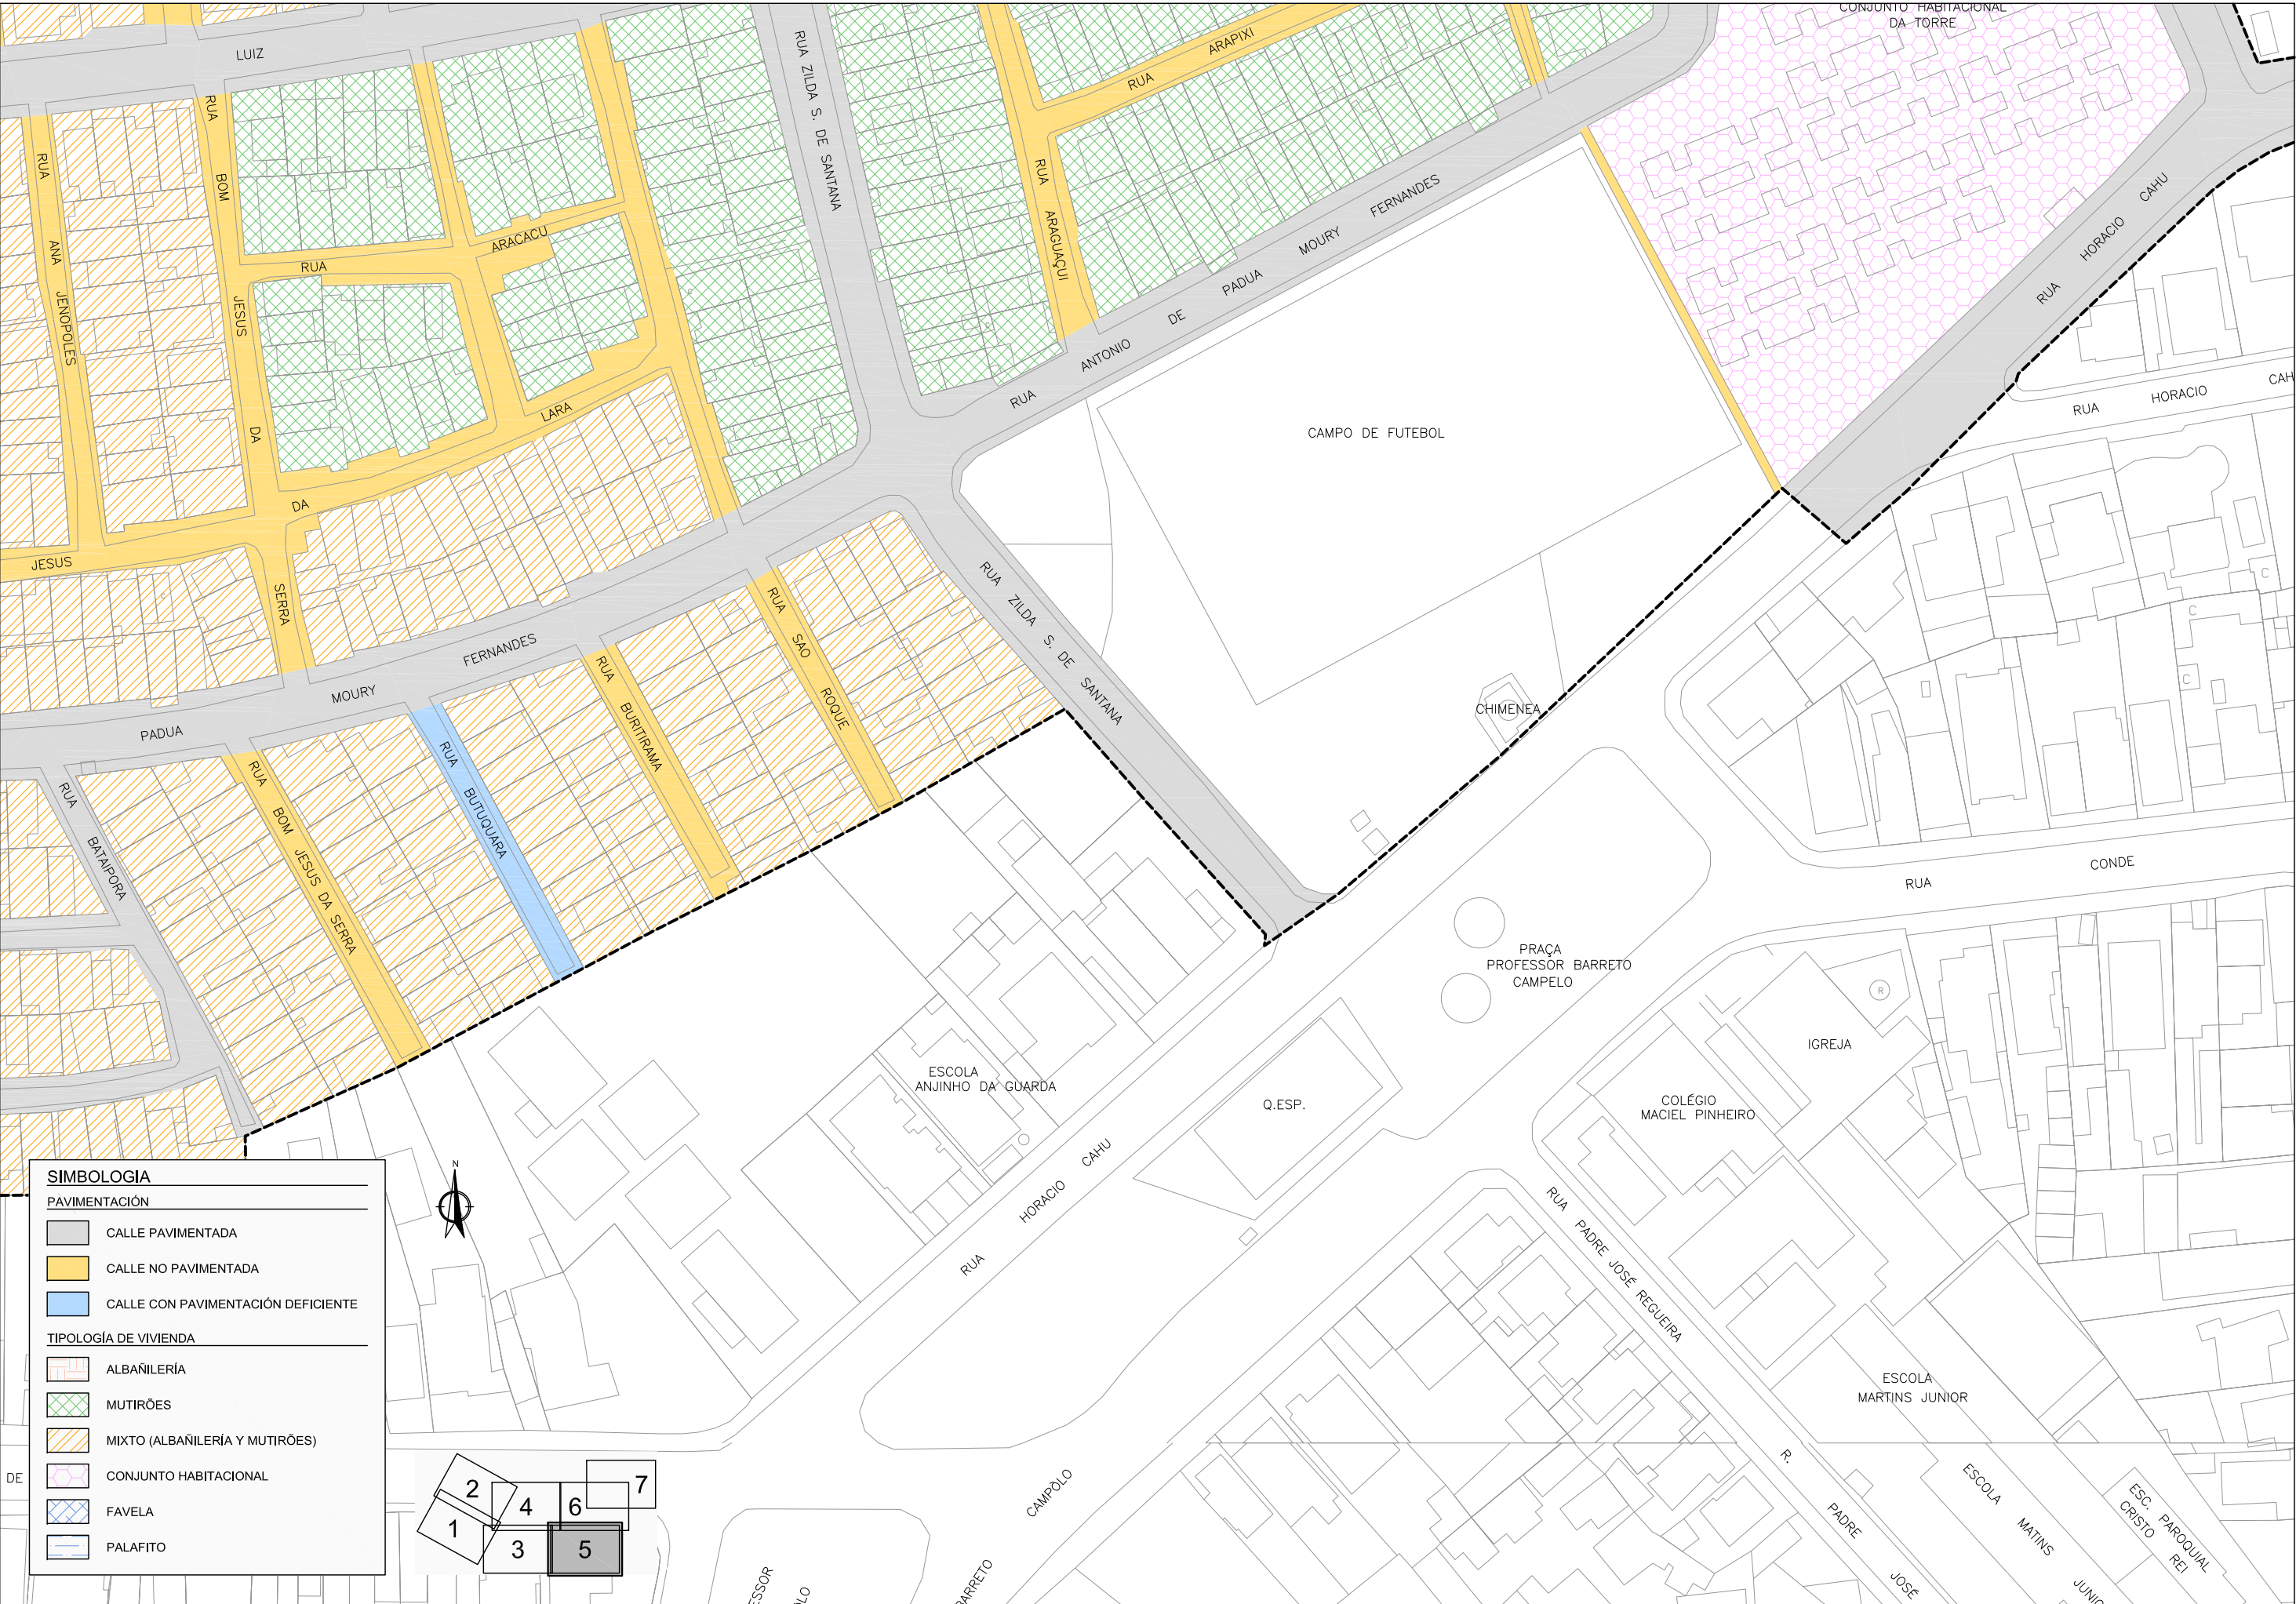 CONJUNTO HABITACIONAL
DA TORRE
LUIZ
RUA ZILDA S. DE SANTANA
RUA ARAPIXI
RUA BOM JESUS DA SERRA
RUA ANA JENOPOLES
RUA ARACACU
RUA ARAGUAÇUI
RUA ANTONIO DE PADUA MOURY FERNANDES
RUA HORACIO CAHU
RUA HORACIO CAH
CAMPO DE FUTEBOL
JESUS DA LARA
PADUA MOURY FERNANDES
RUA ZILDA S. DE SANTANA
RUA SAO ROQUE
RUA BURITIRAMA
RUA BUTUQUARA
RUA BOM JESUS DA SERRA
RUA BATAIPORA
CHIMENEA
C
C
C
C
RUA CONDE
PRAÇA
PROFESSOR BARRETO
CAMPELO
R
IGREJA
ESCOLA
ANJINHO DA GUARDA
Q.ESP.
COLÉGIO
MACIEL PINHEIRO
RUA HORACIO CAHU
RUA PADRE JOSÉ REGUEIRA
ESCOLA
MARTINS JUNIOR
R. PADRE JOSÉ
ESCOLA MATINS JUNIO
ESC. PAROQUIAL
CRISTO REI
CAMPOLO
BARRETO
ESSOR
OLO
DE
N
SIMBOLOGIA
PAVIMENTACIÓN
CALLE PAVIMENTADA
CALLE NO PAVIMENTADA
CALLE CON PAVIMENTACIÓN DEFICIENTE
TIPOLOGÍA DE VIVIENDA
ALBAÑILERÍA
MUTIRÕES
MIXTO (ALBAÑILERÍA Y MUTIRÕES)
CONJUNTO HABITACIONAL
FAVELA
PALAFITO
2
4
6
7
1
3
5